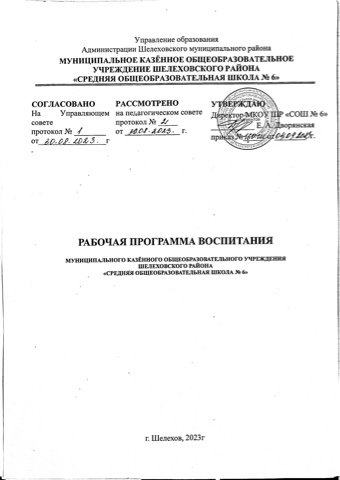 Управление образования
Администрации Шелеховского муниципального района
МУНИЦИПАЛЬНОЕ КАЗЁННОЕ ОБЩЕОБРАЗОВАТЕЛЬНОЕ
УЧРЕЖДЕНИЕ ШЕЛЕХОВСКОГО РАЙОНА
«СРЕДНЯЯ ОБЩЕОБРАЗОВАТЕЛЬНАЯ ШКОЛА № 6»
СОГЛАСОВАНО
На Управляющем
совете
протокол № 1
от 30.08.2023. г
РАССМОТРЕНО
на педагогическом совете
протокол № 2
от 30.08.2023. г.
УТВЕРЖДАЮ
Директор МКОУ ШР «СОШ № 6»
Е. А. Дворянская
приказ №
РАБОЧАЯ ПРОГРАММА ВОСПИТАНИЯ
МУНИЦИПАЛЬНОГО КАЗЁННОГО ОБЩЕОБРАЗОВАТЕЛЬНОГО УЧРЕЖДЕНИЯ
ШЕЛЕХОВСКОГО РАЙОНА
«СРЕДНЯЯ ОБЩЕОБРАЗОВАТЕЛЬНАЯ ШКОЛА № 6»
г. Шелехов, 2023г